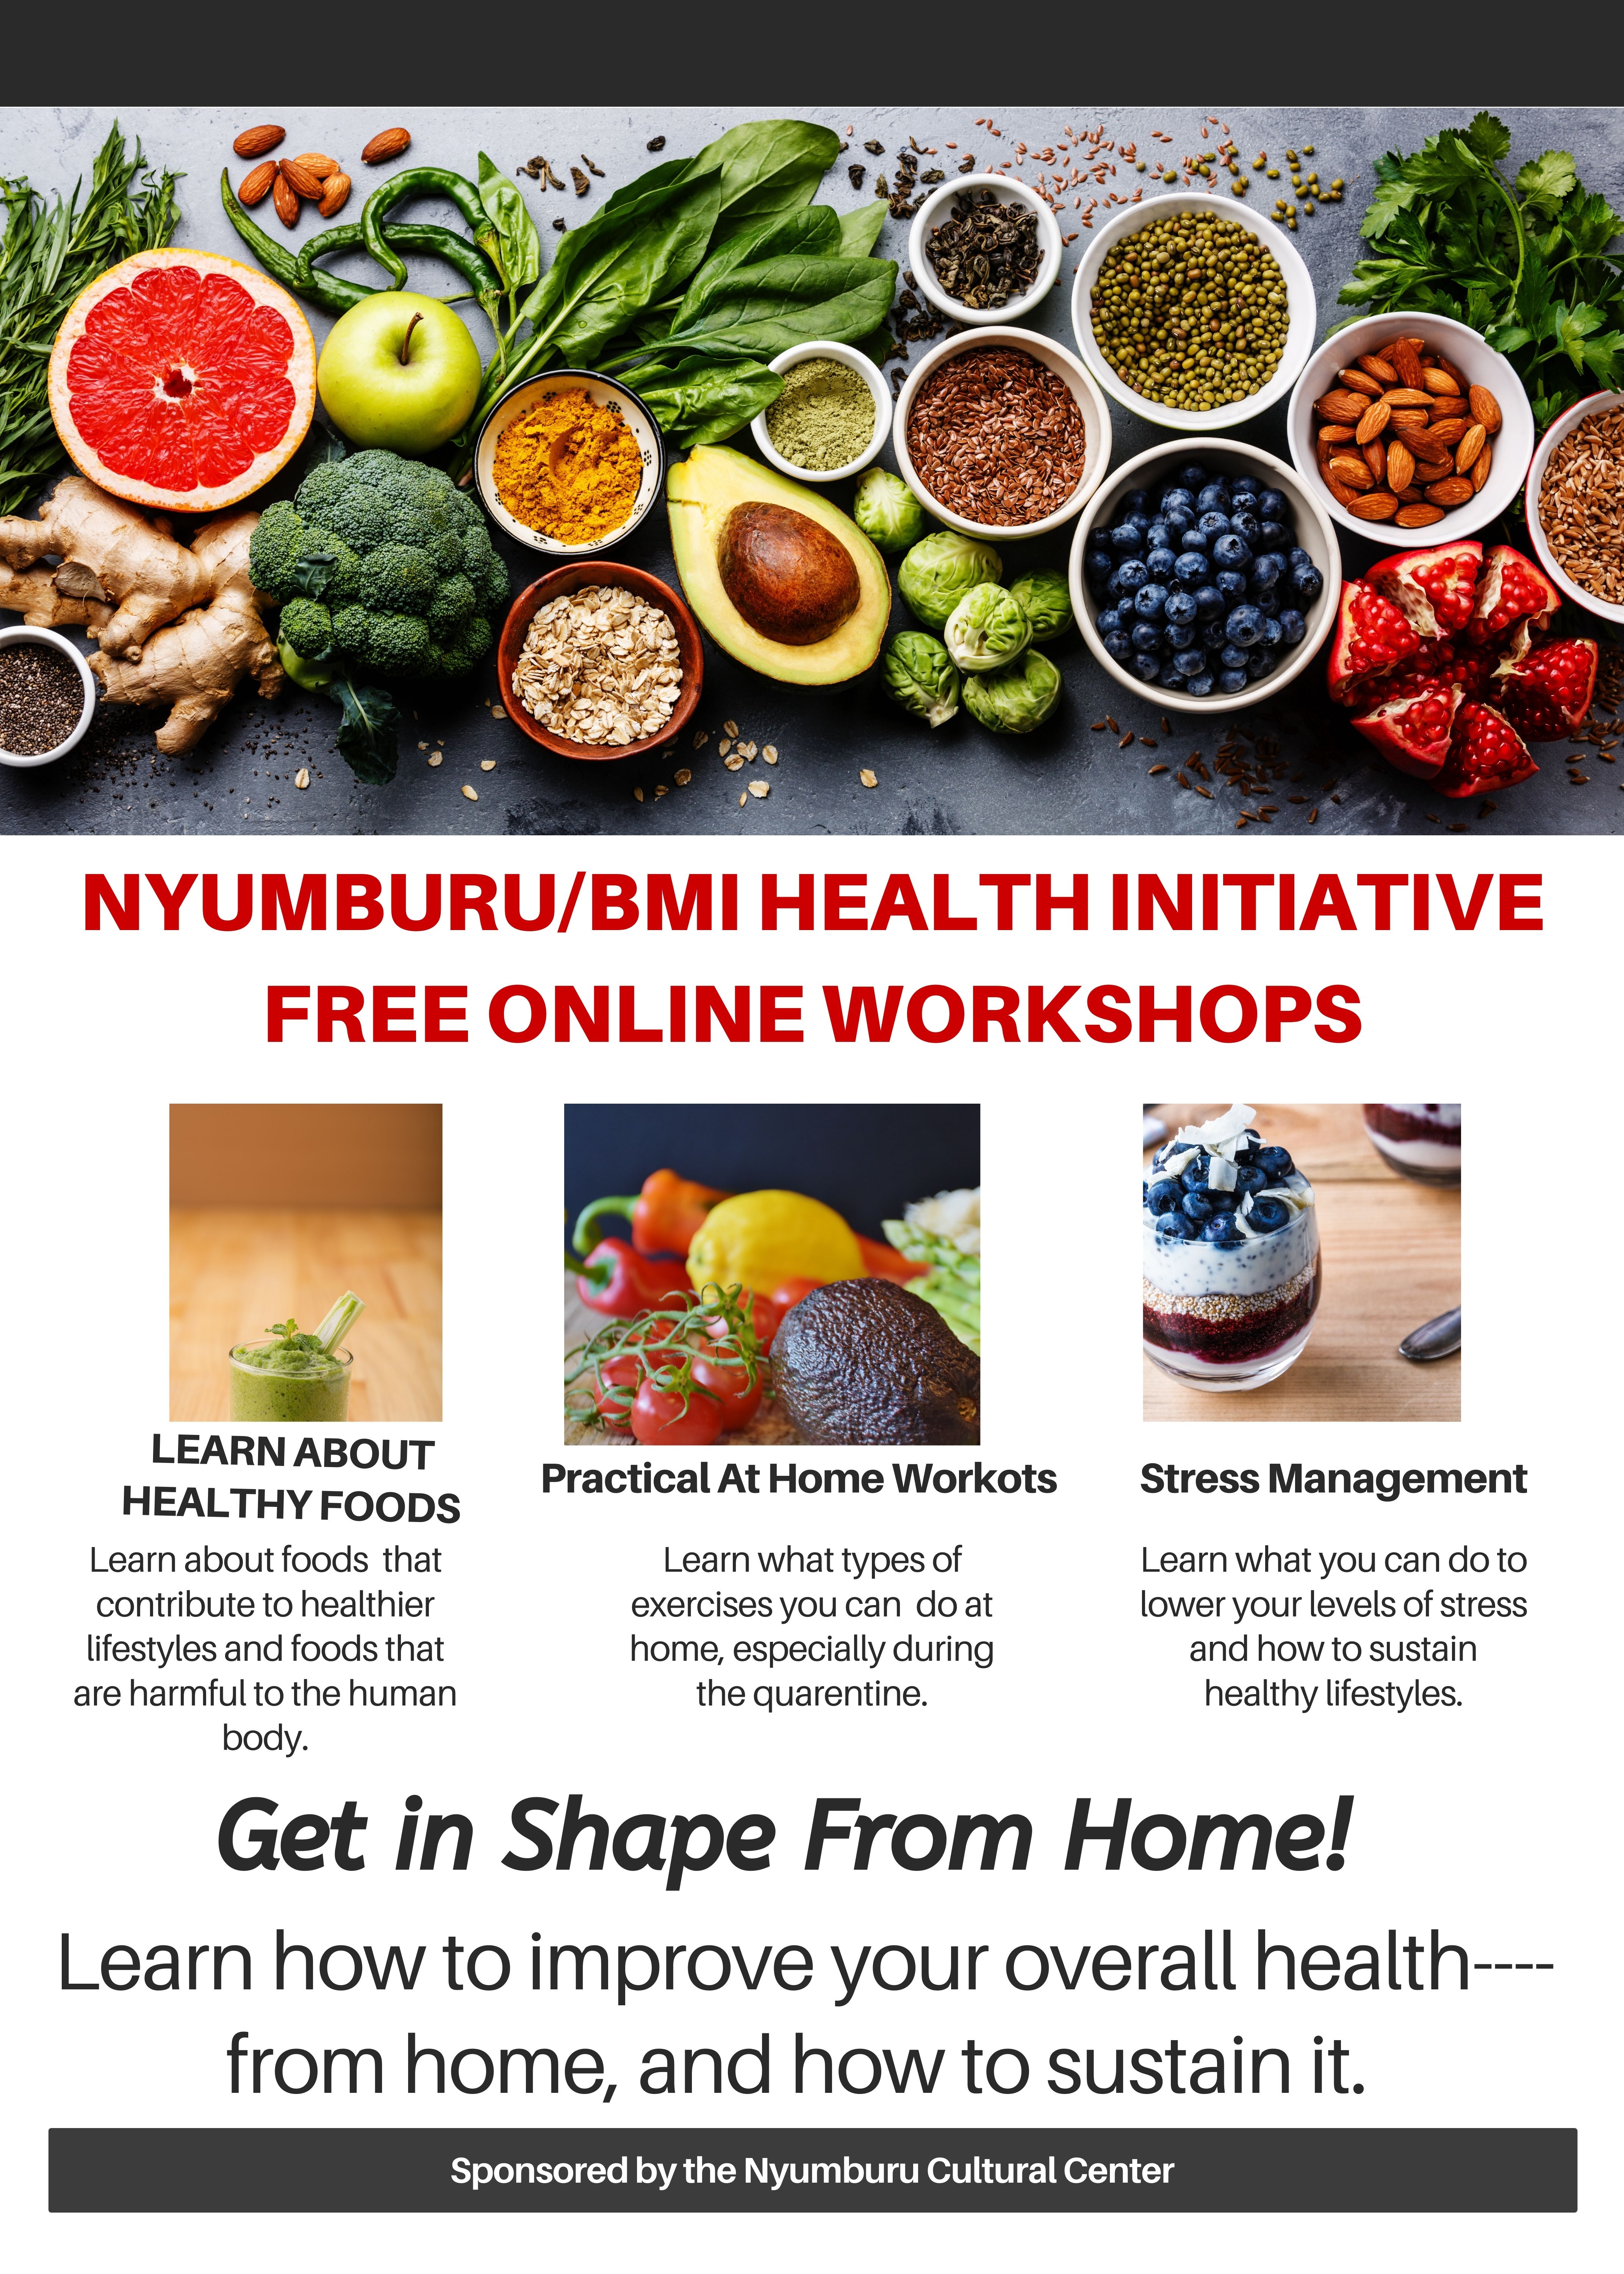 NYUMBURU/BMI HEALTH INITIATIVE
FREE ONLINE WORKSHOPS
LEARN ABOUT
HEALTHY FOODS
Learn about foods  that
contribute to healthier
lifestyles and foods that
are harmful to the human
body.
Practical At Home Workots
Learn what types of
exercises you can  do at
home, especially during
the quarentine.
Stress Management
Learn what you can do to
lower your levels of stress
and how to sustain
healthy lifestyles.
Get in Shape From Home!
Learn how to improve your overall health----
from home, and how to sustain it.
Sponsored by the Nyumburu Cultural Center